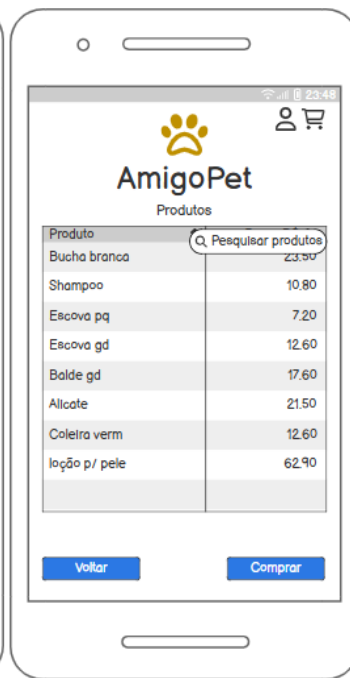 23:48
AmigoPet
Produtos
Produto
Pesquisar produtos
Bucha branca 23.50
Shampoo 10.80
Escova pq 7.20
Escova gd 12.60
Balde gd 17.60
Alicate 21.50
Coleira verm 12.60
loção p/ pele 62.90
Voltar Comprar